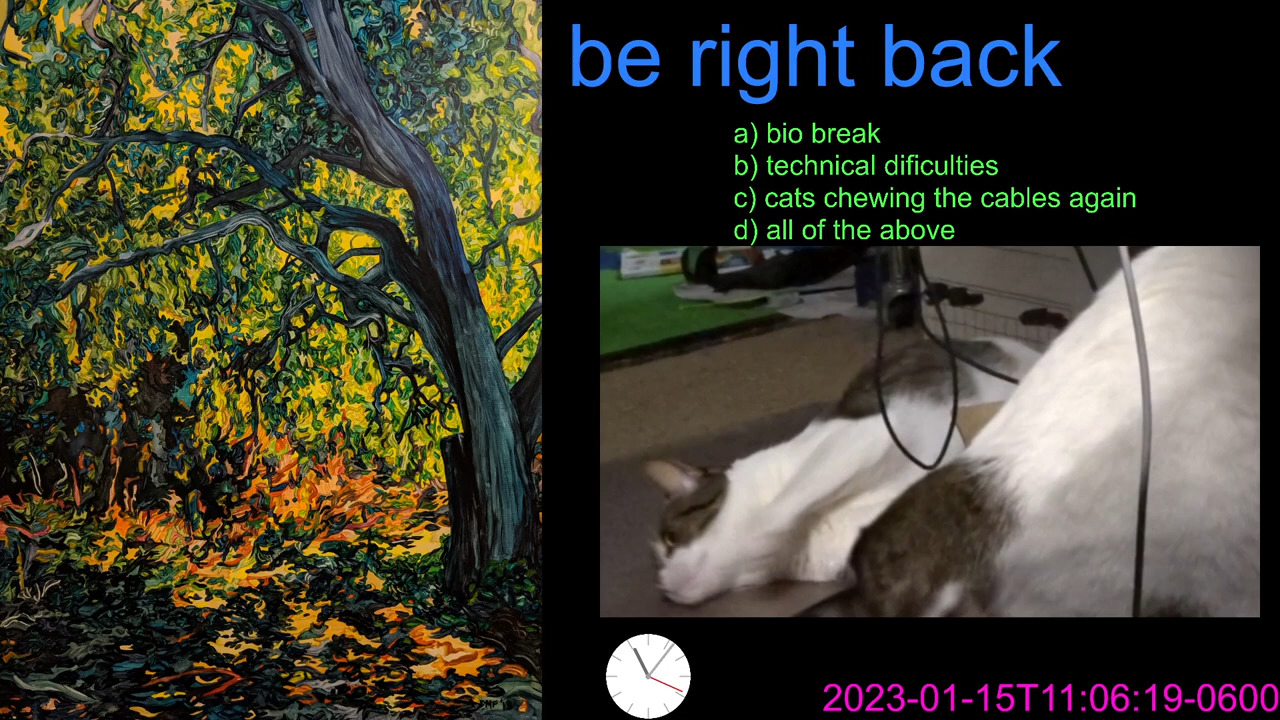 be right back
a) bio break
b) technical dificulties
c) cats chewing the cables again
d) all of the above
2023-01-15T11:06:19-0600